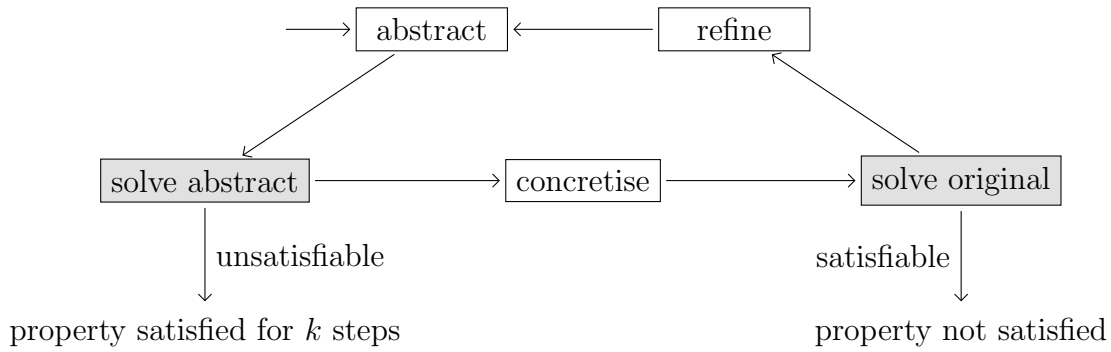 abstract
refine
solve abstract
concretise
solve original
unsatisfiable
satisfiable
property satisfied for k steps
property not satisfied